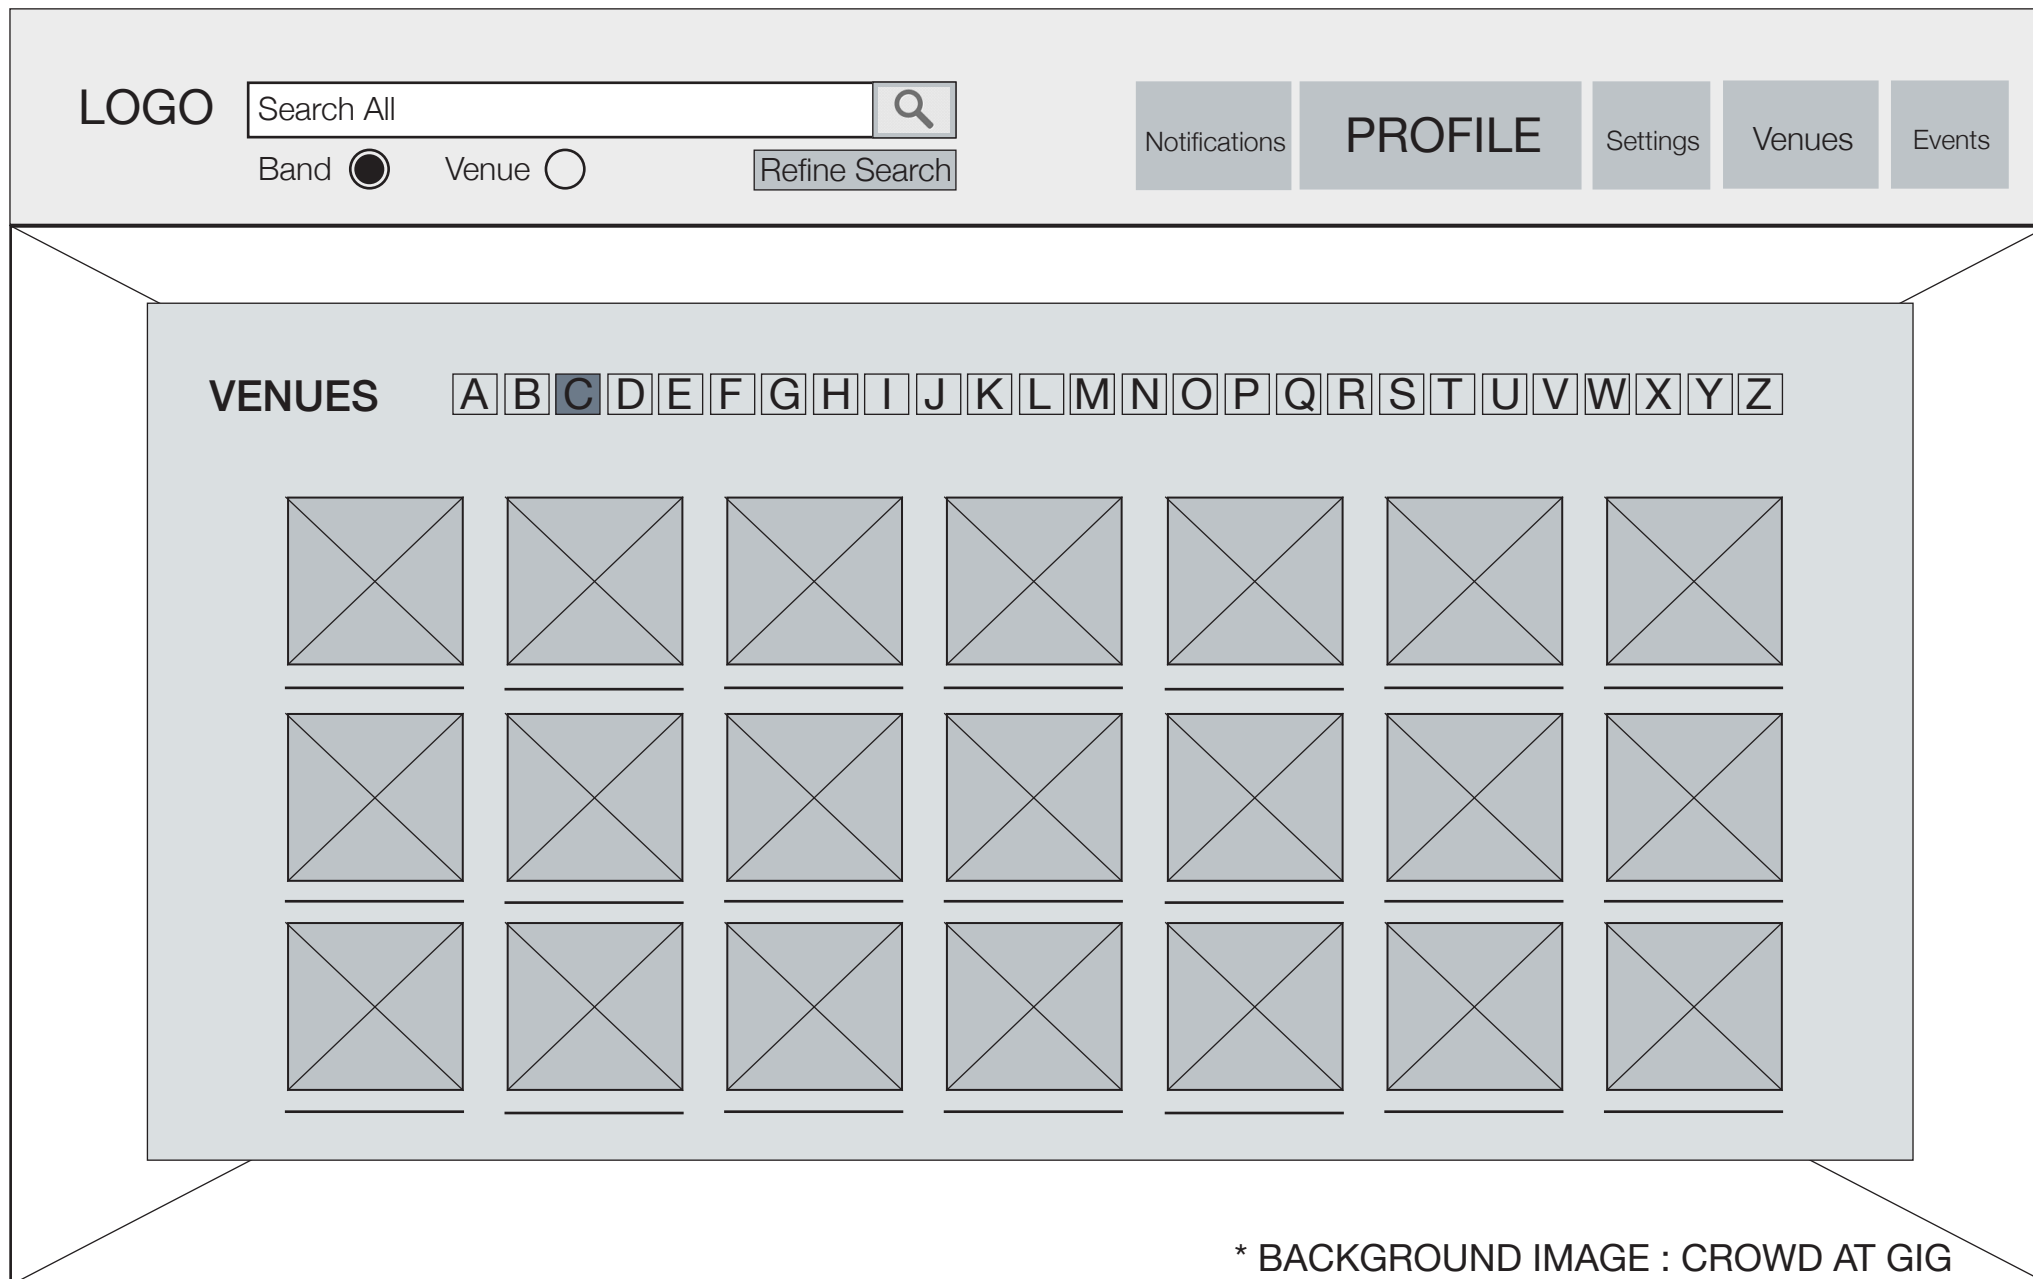 LOGO
Search All
Band
Venue
Refine Search
Notifications
PROFILE
Settings
Venues
Events
VENUES
A B C D E F G H I J K L M N O P Q R S T U V W X Y Z
* BACKGROUND IMAGE : CROWD AT GIG